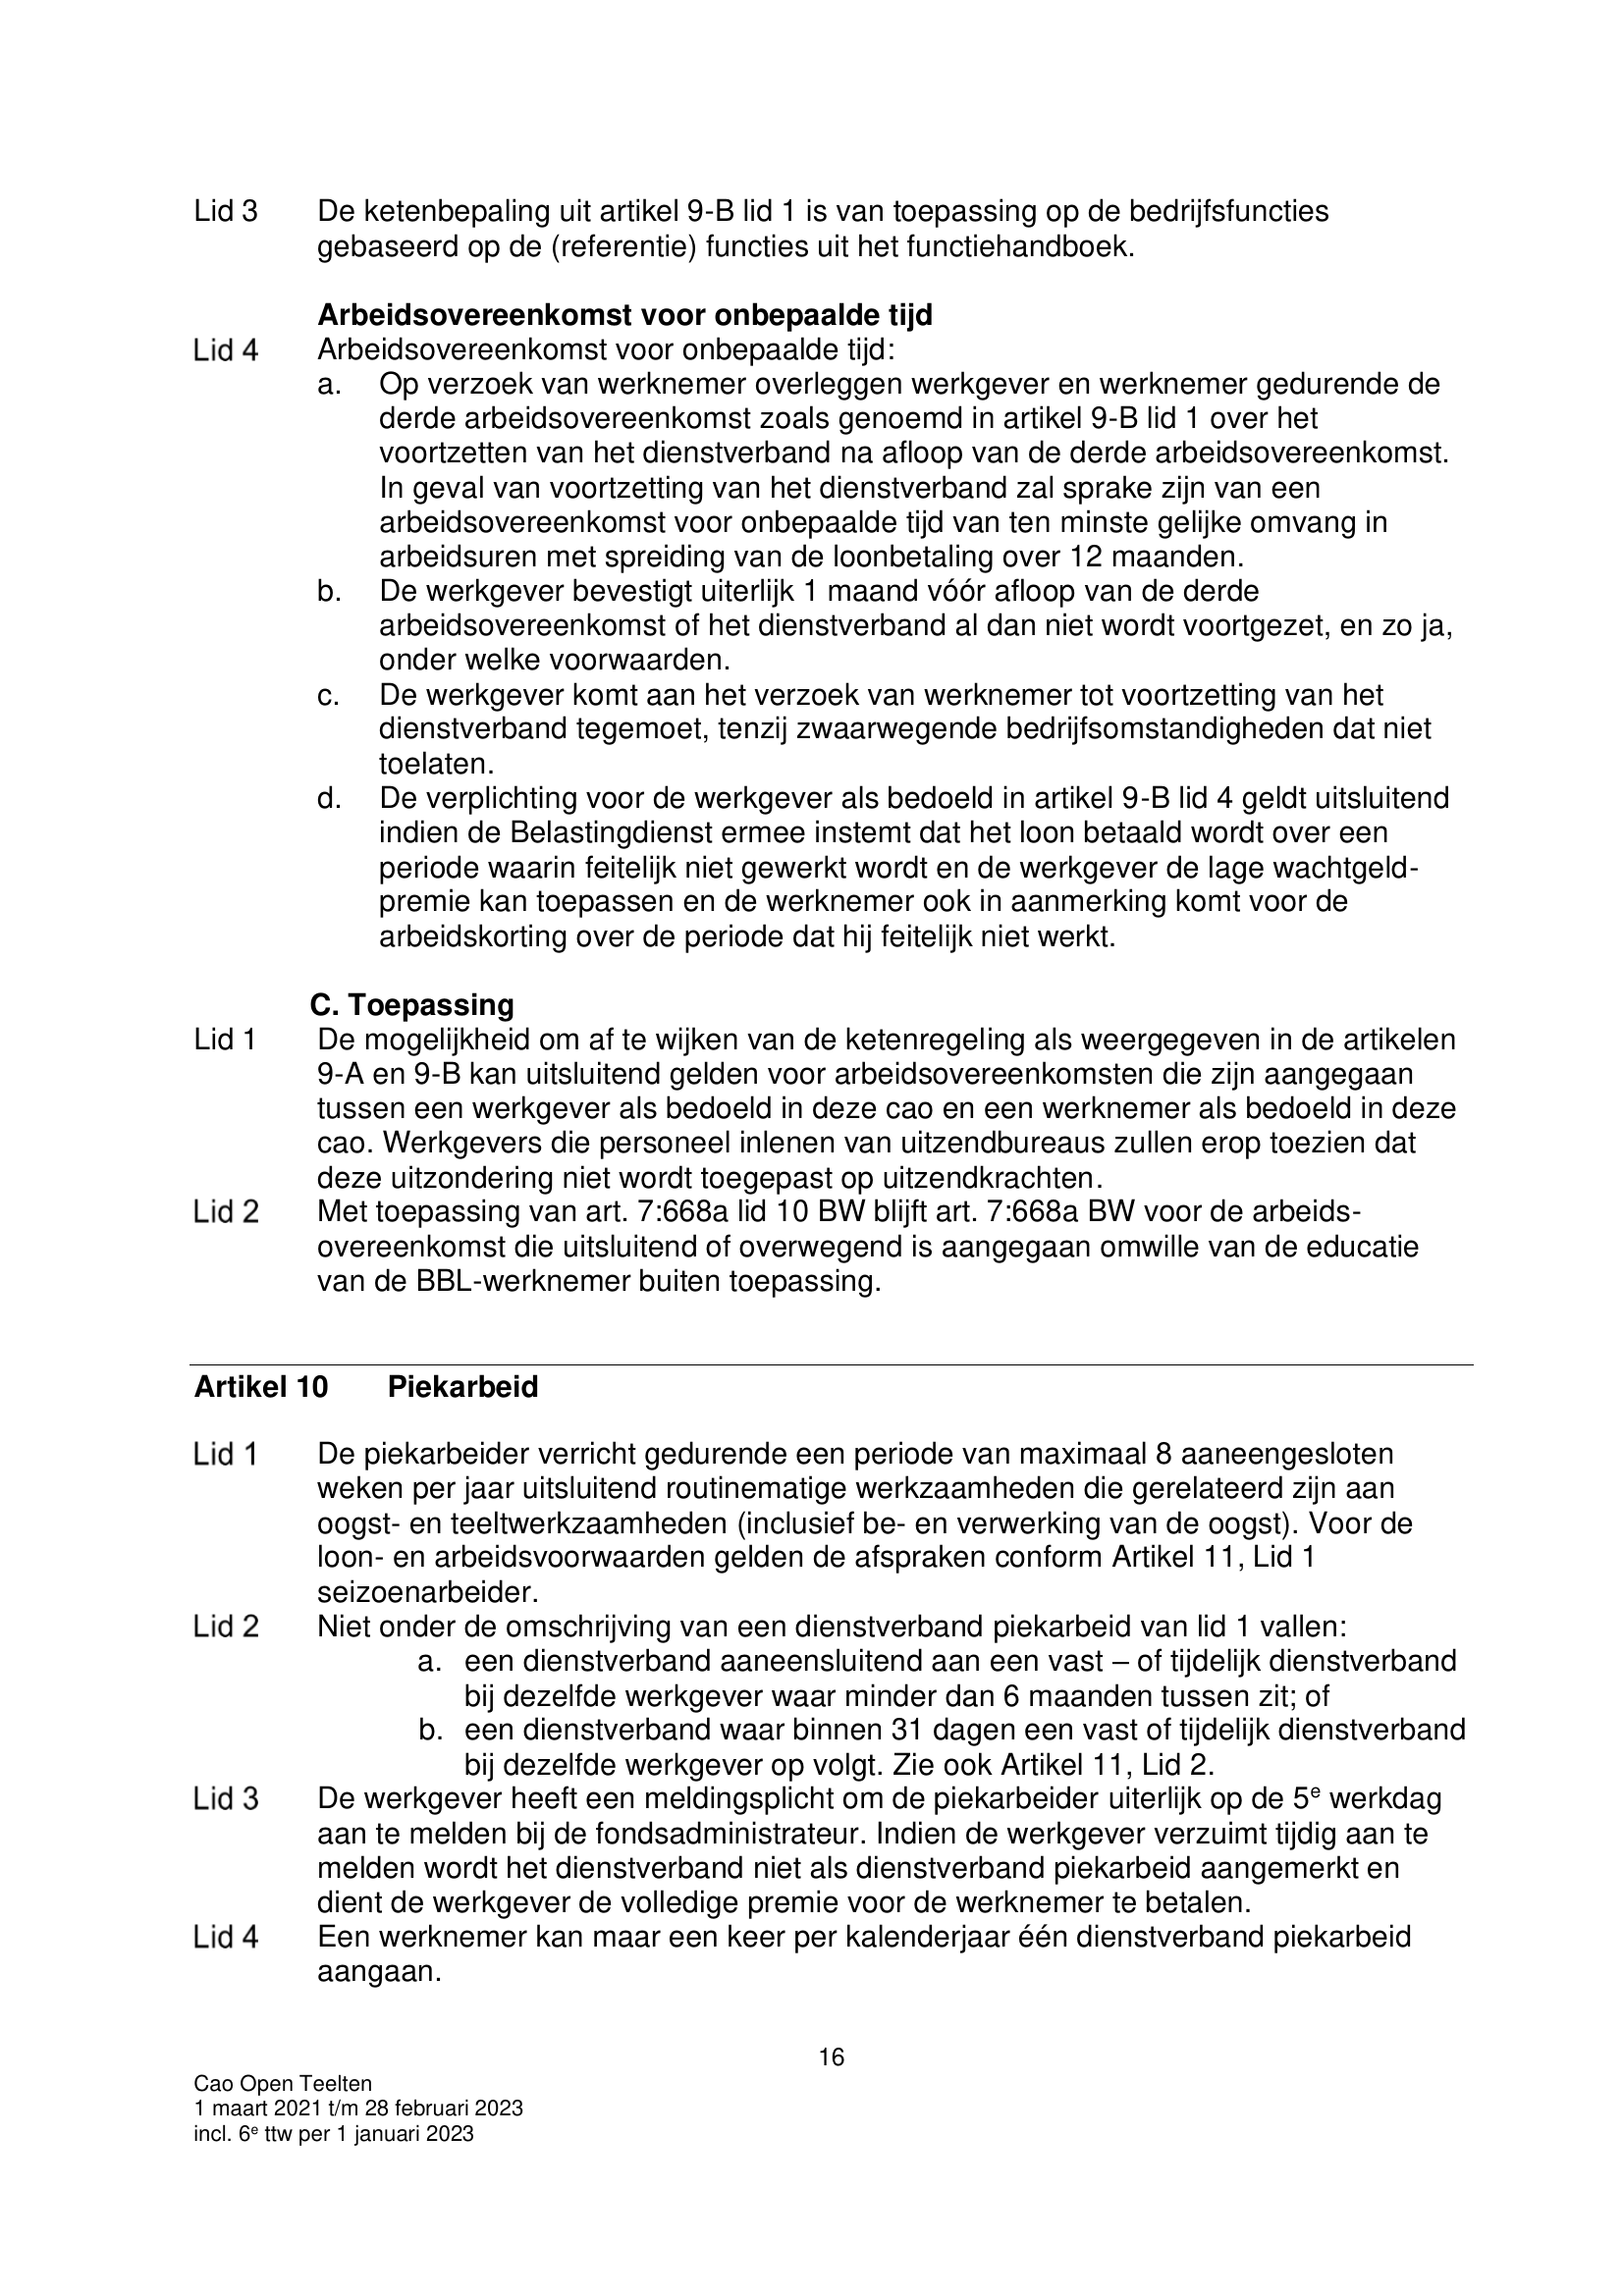 Lid 3 De ketenbepaling uit artikel 9-B lid 1 is van toepassing op de bedrijfsfuncties
gebaseerd op de (referentie) functies uit het functiehandboek.
Arbeidsovereenkomst voor onbepaalde tijd
Lid 4 Arbeidsovereenkomst voor onbepaalde tijd:
a. Op verzoek van werknemer overleggen werkgever en werknemer gedurende de
derde arbeidsovereenkomst zoals genoemd in artikel 9-B lid 1 over het
voortzetten van het dienstverband na afloop van de derde arbeidsovereenkomst.
In geval van voortzetting van het dienstverband zal sprake zijn van een
arbeidsovereenkomst voor onbepaalde tijd van ten minste gelijke omvang in
arbeidsuren met spreiding van de loonbetaling over 12 maanden.
b. De werkgever bevestigt uiterlijk 1 maand vóór afloop van de derde
arbeidsovereenkomst of het dienstverband al dan niet wordt voortgezet, en zo ja,
onder welke voorwaarden.
c. De werkgever komt aan het verzoek van werknemer tot voortzetting van het
dienstverband tegemoet, tenzij zwaarwegende bedrijfsomstandigheden dat niet
toelaten.
d. De verplichting voor de werkgever als bedoeld in artikel 9-B lid 4 geldt uitsluitend
indien de Belastingdienst ermee instemt dat het loon betaald wordt over een
periode waarin feitelijk niet gewerkt wordt en de werkgever de lage wachtgeld-
premie kan toepassen en de werknemer ook in aanmerking komt voor de
arbeidskorting over de periode dat hij feitelijk niet werkt.
C. Toepassing
Lid 1 De mogelijkheid om af te wijken van de ketenregeling als weergegeven in de artikelen
9-A en 9-B kan uitsluitend gelden voor arbeidsovereenkomsten die zijn aangegaan
tussen een werkgever als bedoeld in deze cao en een werknemer als bedoeld in deze
cao. Werkgevers die personeel inlenen van uitzendbureaus zullen erop toezien dat
deze uitzondering niet wordt toegepast op uitzendkrachten.
Lid 2 Met toepassing van art. 7:668a lid 10 BW blijft art. 7:668a BW voor de arbeids-
overeenkomst die uitsluitend of overwegend is aangegaan omwille van de educatie
van de BBL-werknemer buiten toepassing.
Artikel 10 Piekarbeid
Lid 1 De piekarbeider verricht gedurende een periode van maximaal 8 aaneengesloten
weken per jaar uitsluitend routinematige werkzaamheden die gerelateerd zijn aan
oogst- en teeltwerkzaamheden (inclusief be- en verwerking van de oogst). Voor de
loon- en arbeidsvoorwaarden gelden de afspraken conform Artikel 11, Lid 1
seizoenarbeider.
Lid 2 Niet onder de omschrijving van een dienstverband piekarbeid van lid 1 vallen:
a. een dienstverband aaneensluitend aan een vast – of tijdelijk dienstverband
bij dezelfde werkgever waar minder dan 6 maanden tussen zit; of
b. een dienstverband waar binnen 31 dagen een vast of tijdelijk dienstverband
bij dezelfde werkgever op volgt. Zie ook Artikel 11, Lid 2.
Lid 3 De werkgever heeft een meldingsplicht om de piekarbeider uiterlijk op de 5e werkdag
aan te melden bij de fondsadministrateur. Indien de werkgever verzuimt tijdig aan te
melden wordt het dienstverband niet als dienstverband piekarbeid aangemerkt en
dient de werkgever de volledige premie voor de werknemer te betalen.
Lid 4 Een werknemer kan maar een keer per kalenderjaar één dienstverband piekarbeid
aangaan.
16
Cao Open Teelten
1 maart 2021 t/m 28 februari 2023
incl. 6e ttw per 1 januari 2023